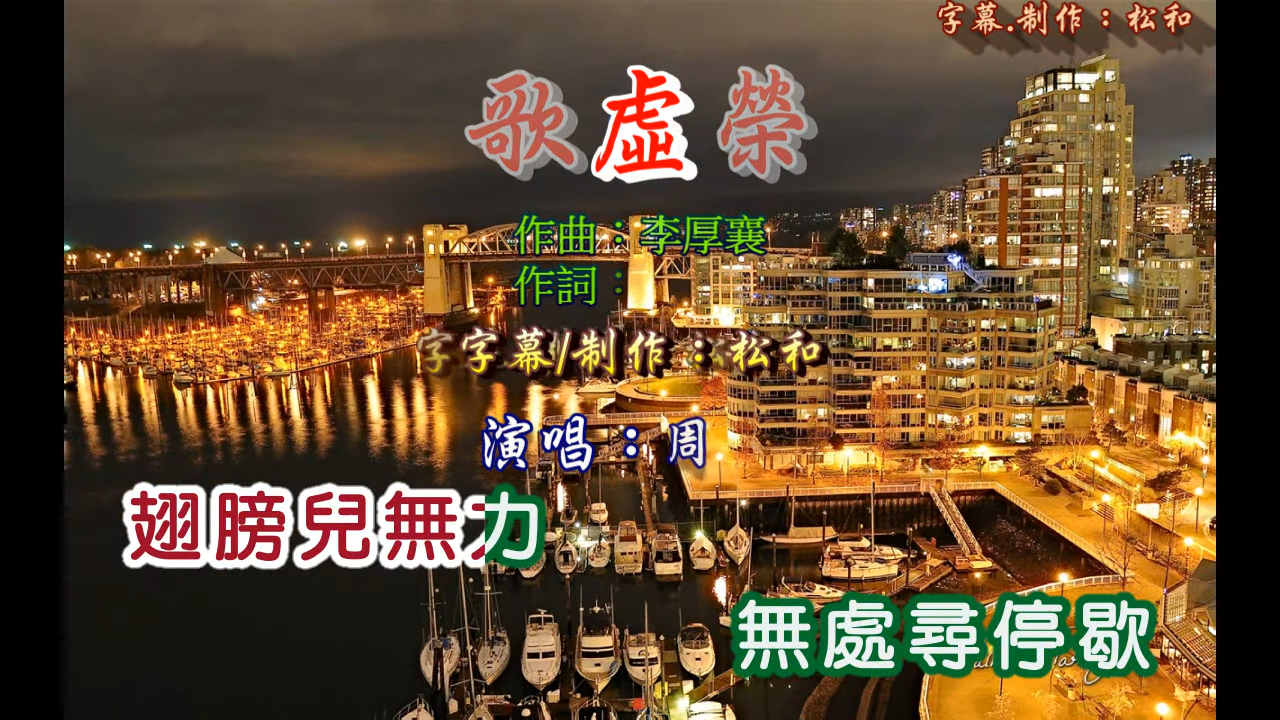 字幕.制作：松和
歌虛榮
作曲：李厚襄
作詞：
字字幕/制作：松和
演唱：周
翅膀兒無力
無處尋停歇